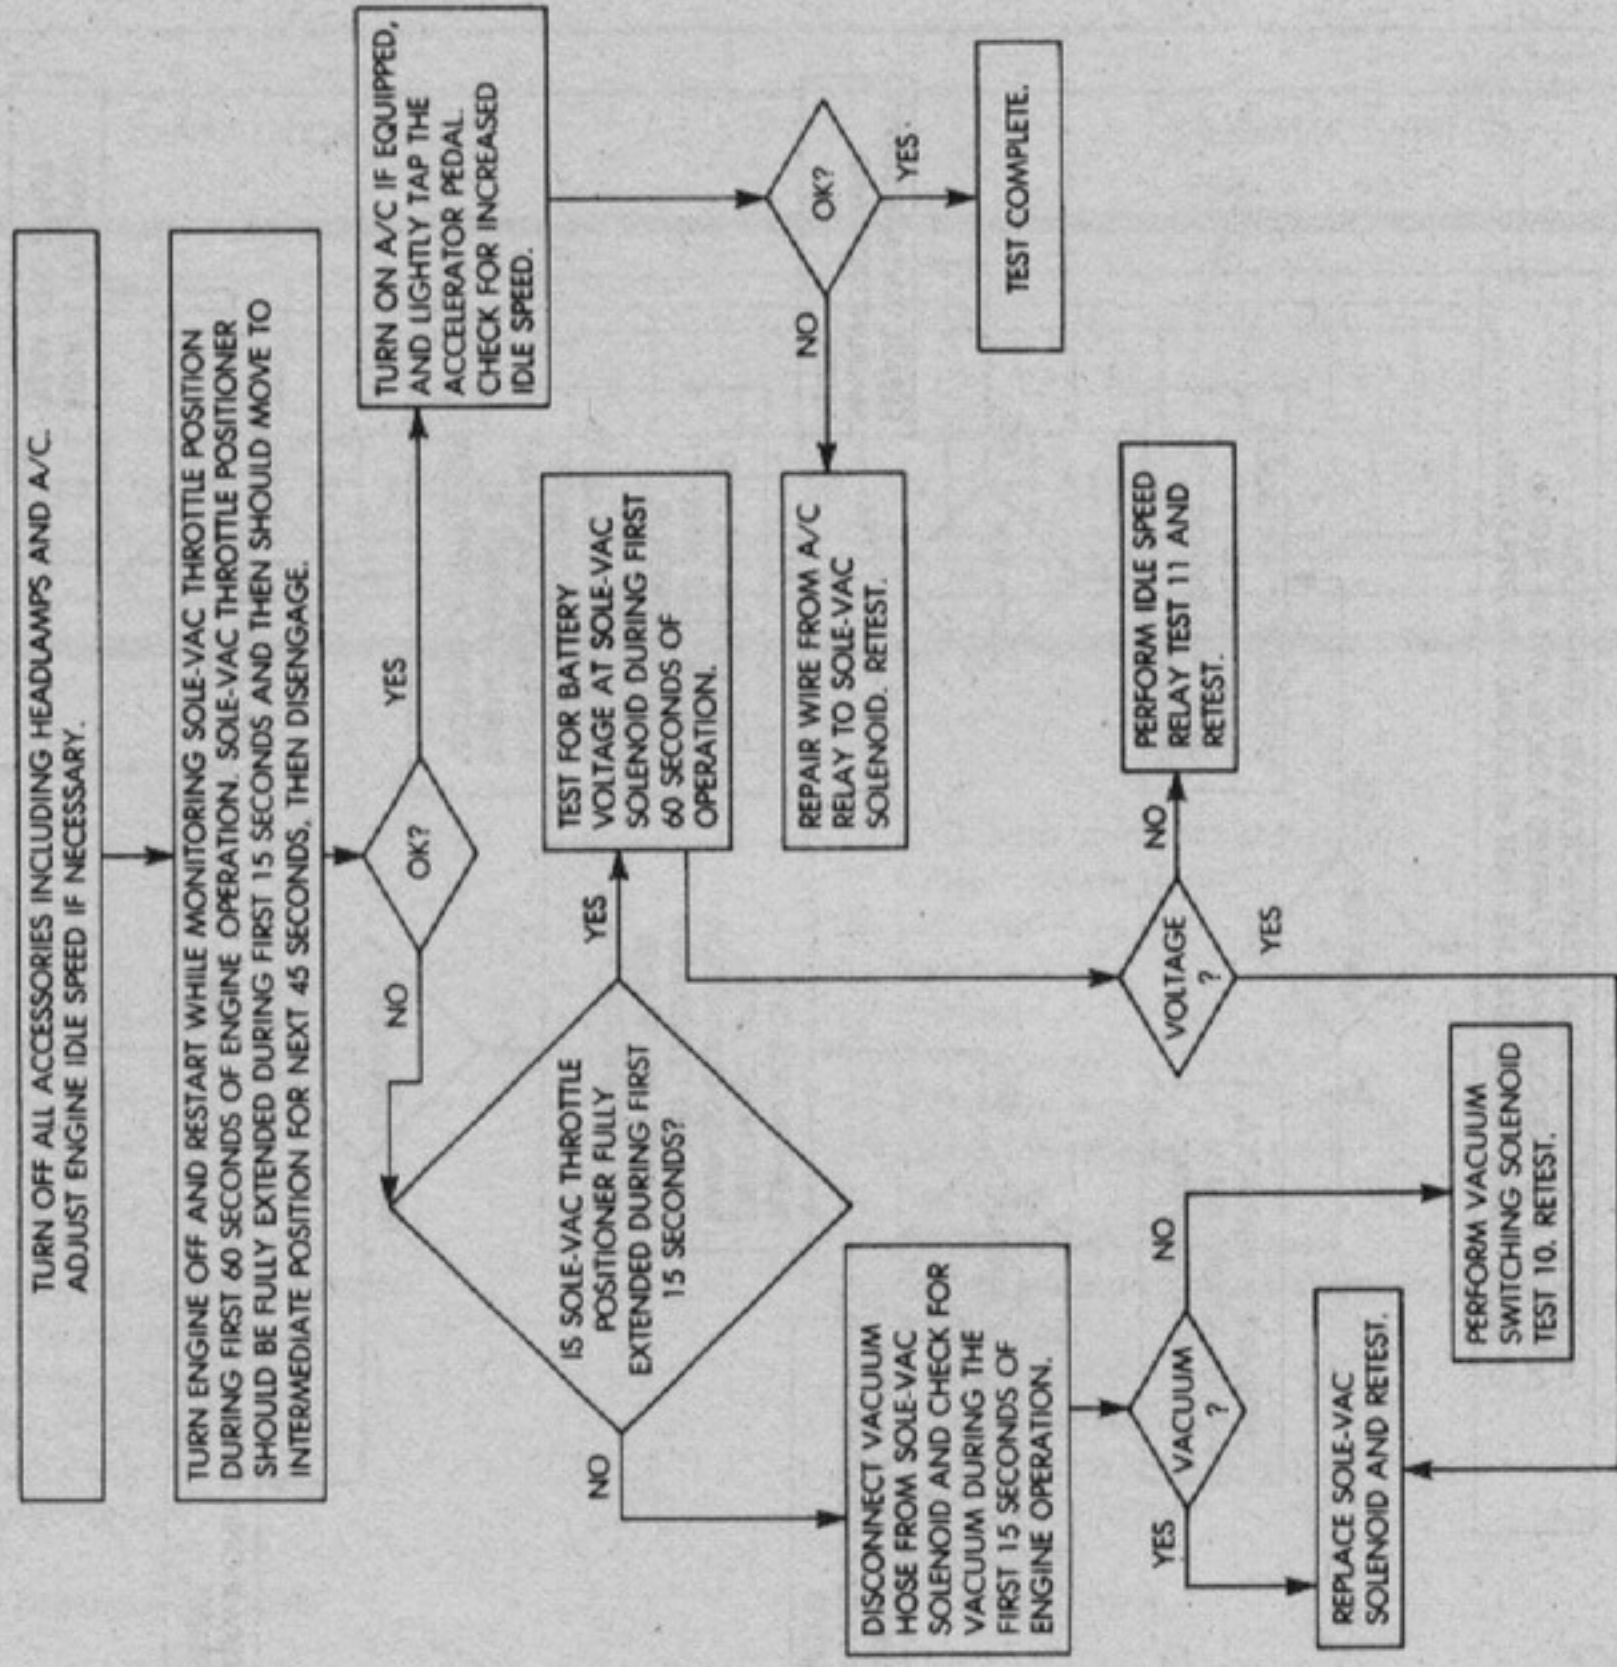 TURN OFF ALL ACCESSORIES INCLUDING HEADLAMPS AND A/C.
ADJUST ENGINE IDLE SPEED IF NECESSARY.
TURN ENGINE OFF AND RESTART WHILE MONITORING SOLE-VAC THROTTLE POSITION
DURING FIRST 60 SECONDS OF ENGINE OPERATION. SOLE-VAC THROTTLE POSITIONER
SHOULD BE FULLY EXTENDED DURING FIRST 15 SECONDS AND THEN SHOULD MOVE TO
INTERMEDIATE POSITION FOR NEXT 45 SECONDS, THEN DISENGAGE.
OK?
NO
YES
TURN ON A/C IF EQUIPPED,
AND LIGHTLY TAP THE
ACCELERATOR PEDAL.
CHECK FOR INCREASED
IDLE SPEED.
IS SOLE-VAC THROTTLE
POSITIONER FULLY
EXTENDED DURING FIRST
15 SECONDS?
NO
YES
TEST FOR BATTERY
VOLTAGE AT SOLE-VAC
SOLENOID DURING FIRST
60 SECONDS OF
OPERATION.
OK?
NO
YES
REPAIR WIRE FROM A/C
RELAY TO SOLE-VAC
SOLENOID. RETEST.
TEST COMPLETE.
DISCONNECT VACUUM
HOSE FROM SOLE-VAC
SOLENOID AND CHECK FOR
VACUUM DURING THE
FIRST 15 SECONDS OF
ENGINE OPERATION.
VACUUM
?
YES
NO
VOLTAGE
?
NO
YES
PERFORM IDLE SPEED
RELAY TEST 11 AND
RETEST.
REPLACE SOLE-VAC
SOLENOID AND RETEST.
PERFORM VACUUM
SWITCHING SOLENOID
TEST 10. RETEST.